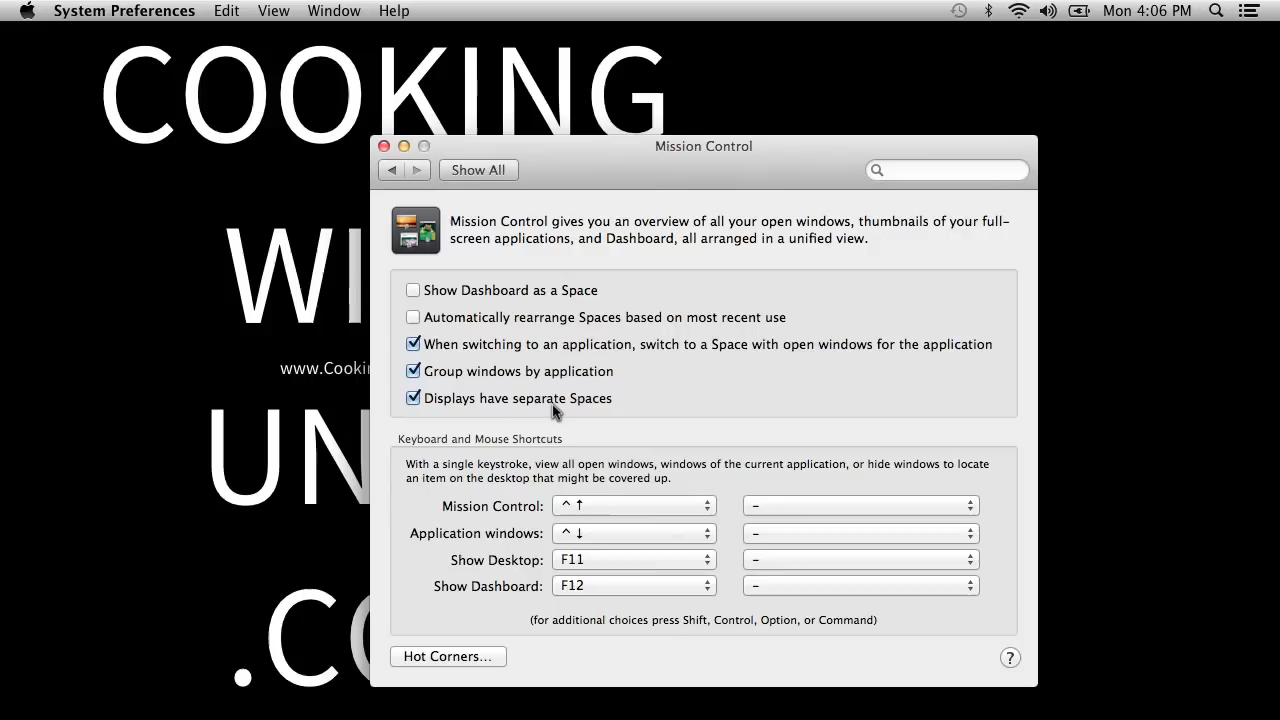 System Preferences Edit View Window Help Mon 4:06 PM
COOKING
Mission Control
Show All
Mission Control gives you an overview of all your open windows, thumbnails of your full-
screen applications, and Dashboard, all arranged in a unified view.
WI
Show Dashboard as a Space
Automatically rearrange Spaces based on most recent use
When switching to an application, switch to a Space with open windows for the application
www.Cooki
Group windows by application
Displays have separate Spaces
UN
Keyboard and Mouse Shortcuts
With a single keystroke, view all open windows, windows of the current application, or hide windows to locate
an item on the desktop that might be covered up.
Mission Control: ^ ↑ –
Application windows: ^ ↓ –
Show Desktop: F11 –
Show Dashboard: F12 –
(for additional choices press Shift, Control, Option, or Command)
.CO
Hot Corners... ?